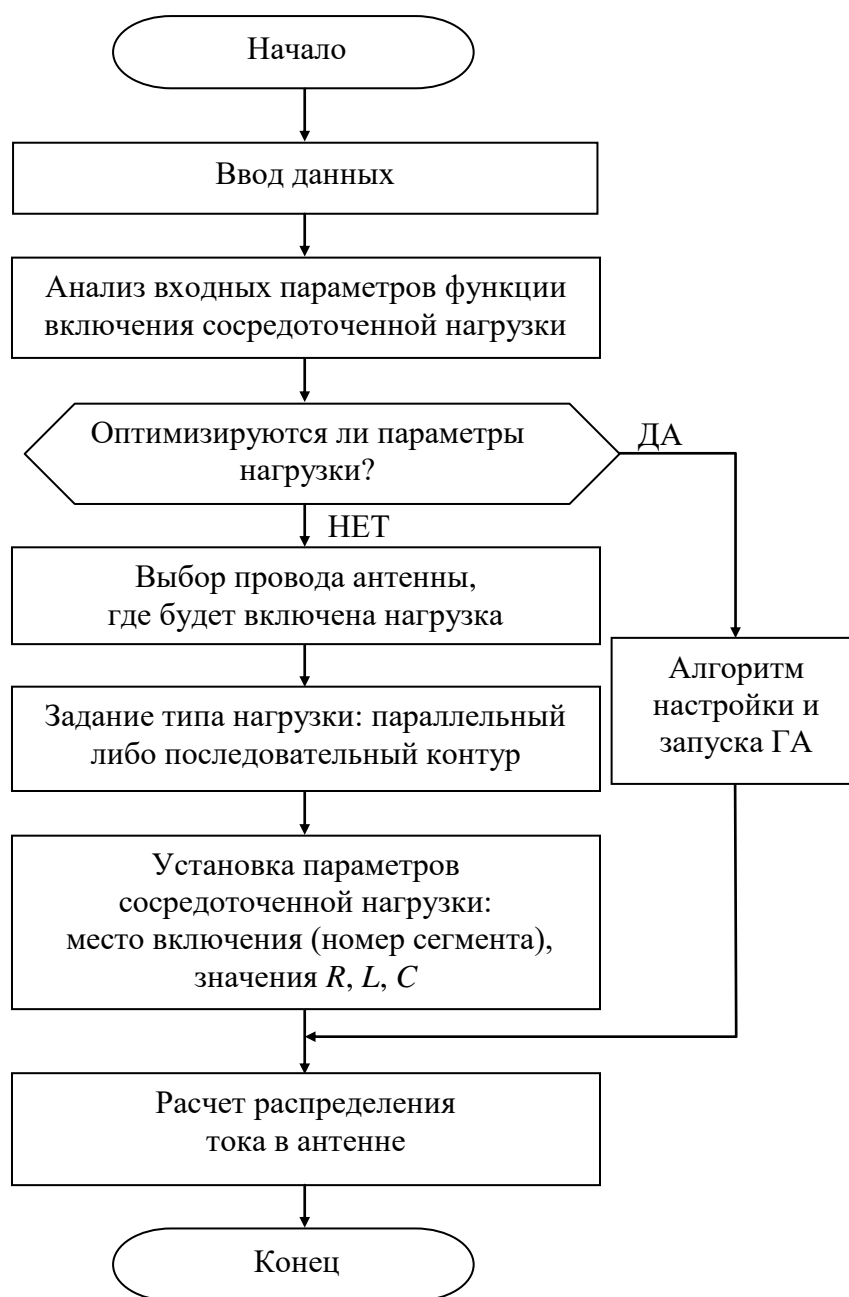 Начало
Ввод данных
Анализ входных параметров функции
включения сосредоточенной нагрузки
Оптимизируются ли параметры
нагрузки?
ДА
НЕТ
Выбор провода антенны,
где будет включена нагрузка
Алгоритм
настройки и
запуска ГА
Задание типа нагрузки: параллельный
либо последовательный контур
Установка параметров
сосредоточенной нагрузки:
место включения (номер сегмента),
значения R, L, C
Расчет распределения
тока в антенне
Конец